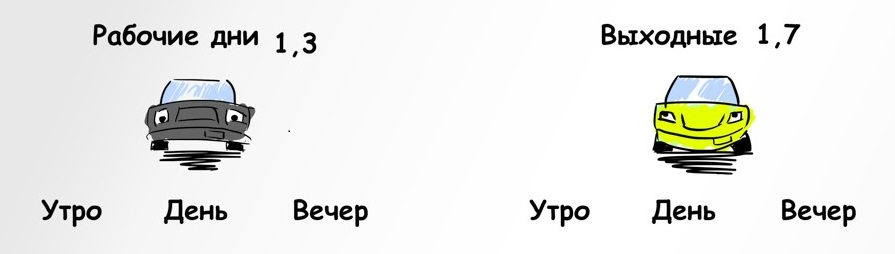 Рабочие дни 1,3
Выходные 1,7
Утро День Вечер
Утро День Вечер